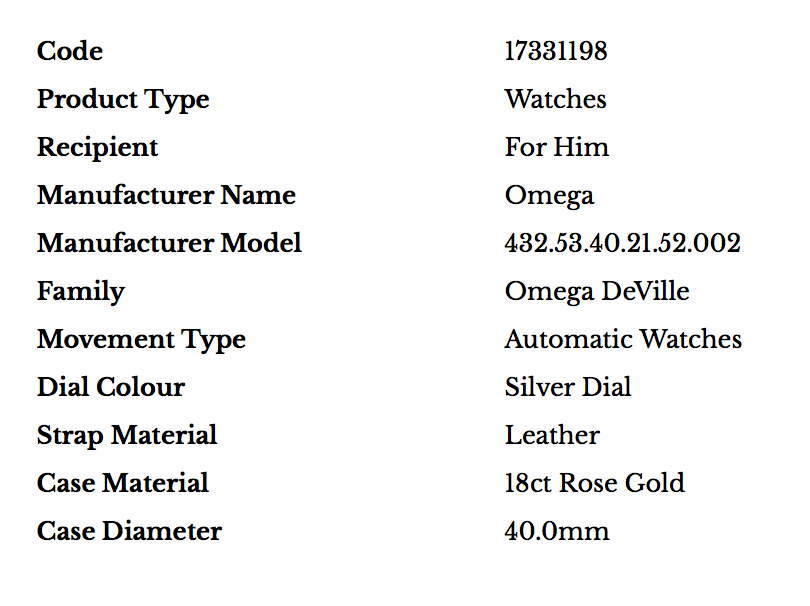 Code 17331198
Product Type Watches
Recipient For Him
Manufacturer Name Omega
Manufacturer Model 432.53.40.21.52.002
Family Omega DeVille
Movement Type Automatic Watches
Dial Colour Silver Dial
Strap Material Leather
Case Material 18ct Rose Gold
Case Diameter 40.0mm